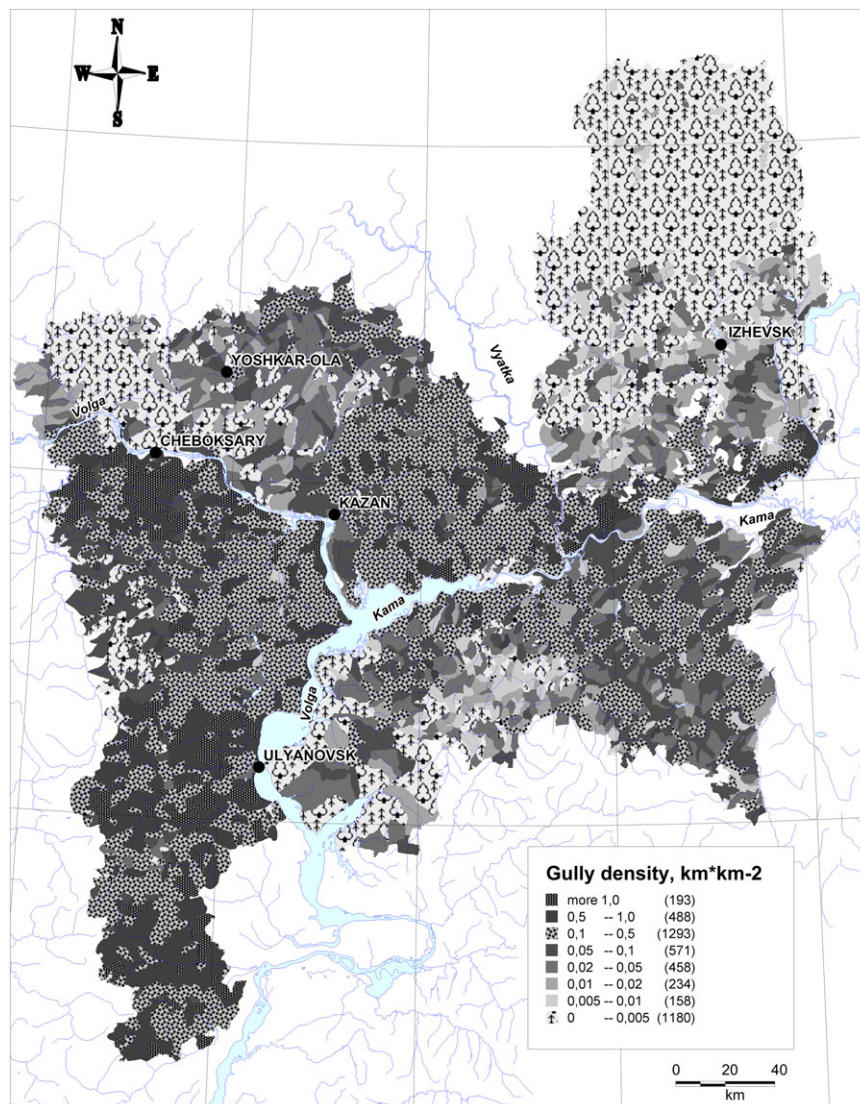 N
W E
S
IZHEVSK
Vyatka
YOSHKAR-OLA
Volga
CHEBOKSARY
KAZAN
Kama
Kama
Volga
ULYANOVSK
Gully density, km*km-2
more 1,0 (193)
0,5 -- 1,0 (488)
0,1 -- 0,5 (1293)
0,05 -- 0,1 (571)
0,02 -- 0,05 (458)
0,01 -- 0,02 (234)
0,005 -- 0,01 (158)
0 -- 0,005 (1180)
0 20 40
km